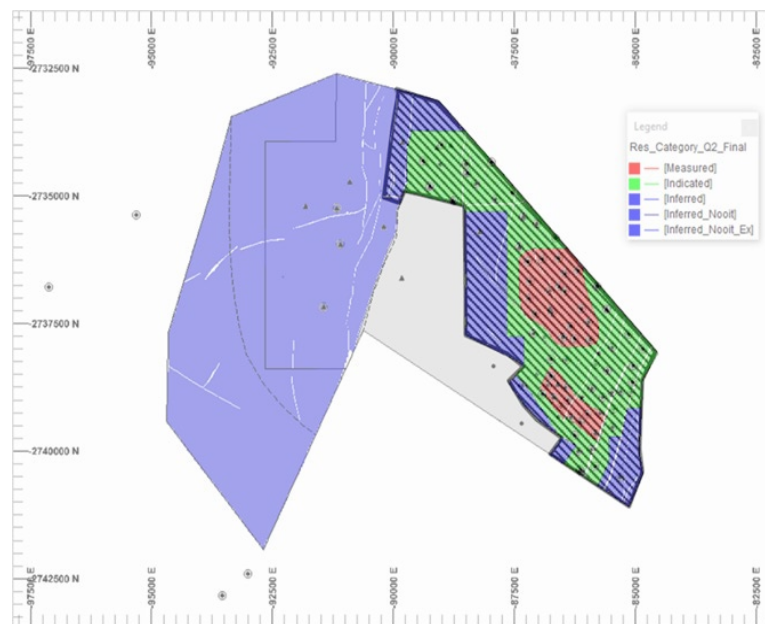 -97500 E
-95000 E
-92500 E
-90000 E
-87500 E
-85000 E
-82500 E
-2732500 N
-2735000 N
-2737500 N
-2740000 N
-2742500 N
Legend
Res_Category_Q2_Final
[Measured]
[Indicated]
[Inferred]
[Inferred_Nooit]
[Inferred_Nooit_Ex]
-97500 E
-95000 E
-92500 E
-90000 E
-87500 E
-85000 E
-82500 E